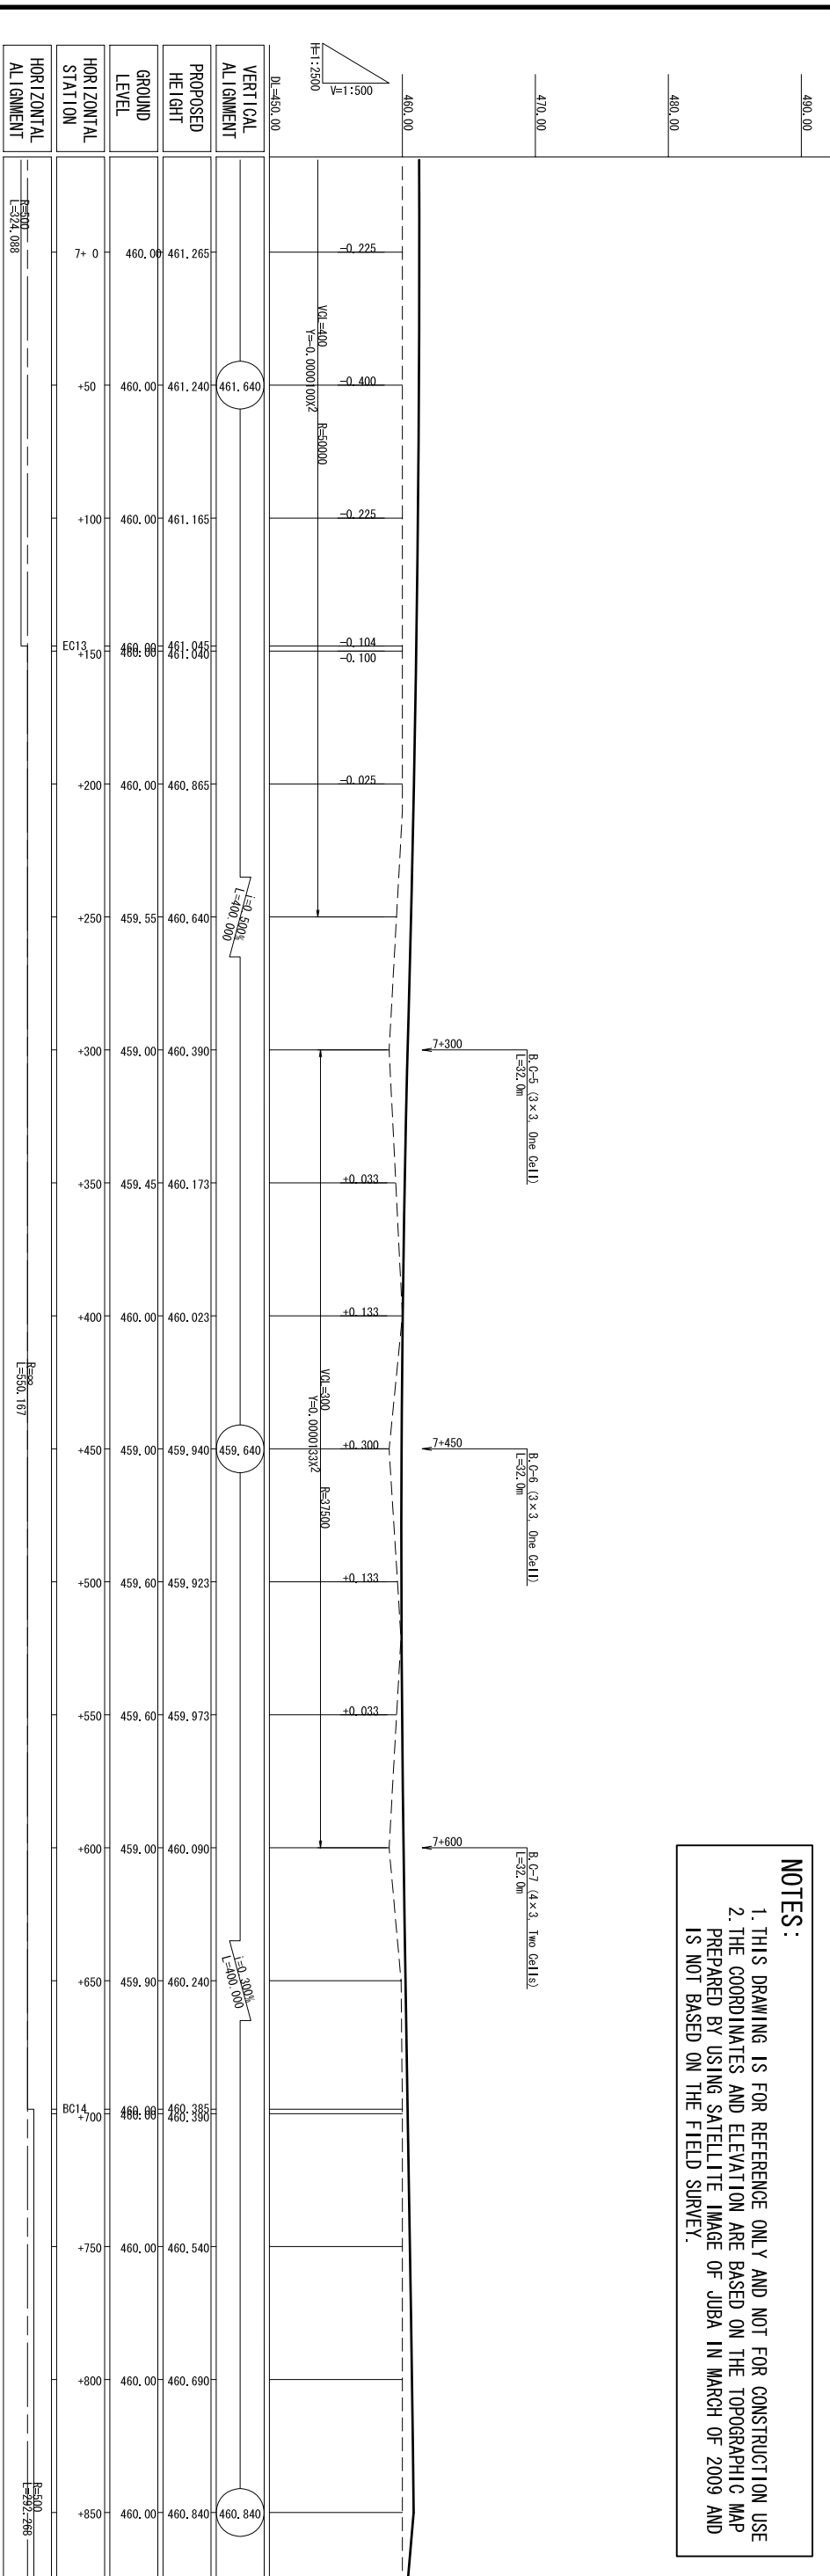 490.00
480.00
470.00
460.00
H=1:2500
V=1:500
DL=450.00
VERTICAL
ALIGNMENT
PROPOSED
HEIGHT
GROUND
LEVEL
HORIZONTAL
STATION
HORIZONTAL
ALIGNMENT
R=500
L=324.088
7+ 0 460.00 461.265 -0.225
VCL=400 R=50000
Y=-0.0000100X2
+50 460.00 461.240 461.640 -0.400
+100 460.00 461.165 -0.225
EC13 460.00 461.045 -0.104
+150 460.00 461.040 -0.100
+200 460.00 460.865 -0.025
i=0.500%
L=400.000
+250 459.55 460.640
+300 459.00 460.390
7+300
B.C-5 (3×3, One Cell)
L=32.0m
+350 459.45 460.173 +0.033
+400 460.00 460.023 +0.133
VCL=300 R=37500
Y=0.0000133X2
R=∞
L=550.167
+450 459.00 459.940 459.640 +0.300
7+450
B.C-6 (3×3, One Cell)
L=32.0m
+500 459.60 459.923 +0.133
+550 459.60 459.973 +0.033
+600 459.00 460.090
7+600
B.C-7 (4×3, Two Cells)
L=32.0m
i=0.300%
L=400.000
+650 459.90 460.240
BC14 460.00 460.385
+700 460.00 460.390
+750 460.00 460.540
+800 460.00 460.690
+850 460.00 460.840 460.840
R=500
L=292.268
NOTES:
1. THIS DRAWING IS FOR REFERENCE ONLY AND NOT FOR CONSTRUCTION USE
2. THE COORDINATES AND ELEVATION ARE BASED ON THE TOPOGRAPHIC MAP
PREPARED BY USING SATELLITE IMAGE OF JUBA IN MARCH OF 2009 AND
IS NOT BASED ON THE FIELD SURVEY.